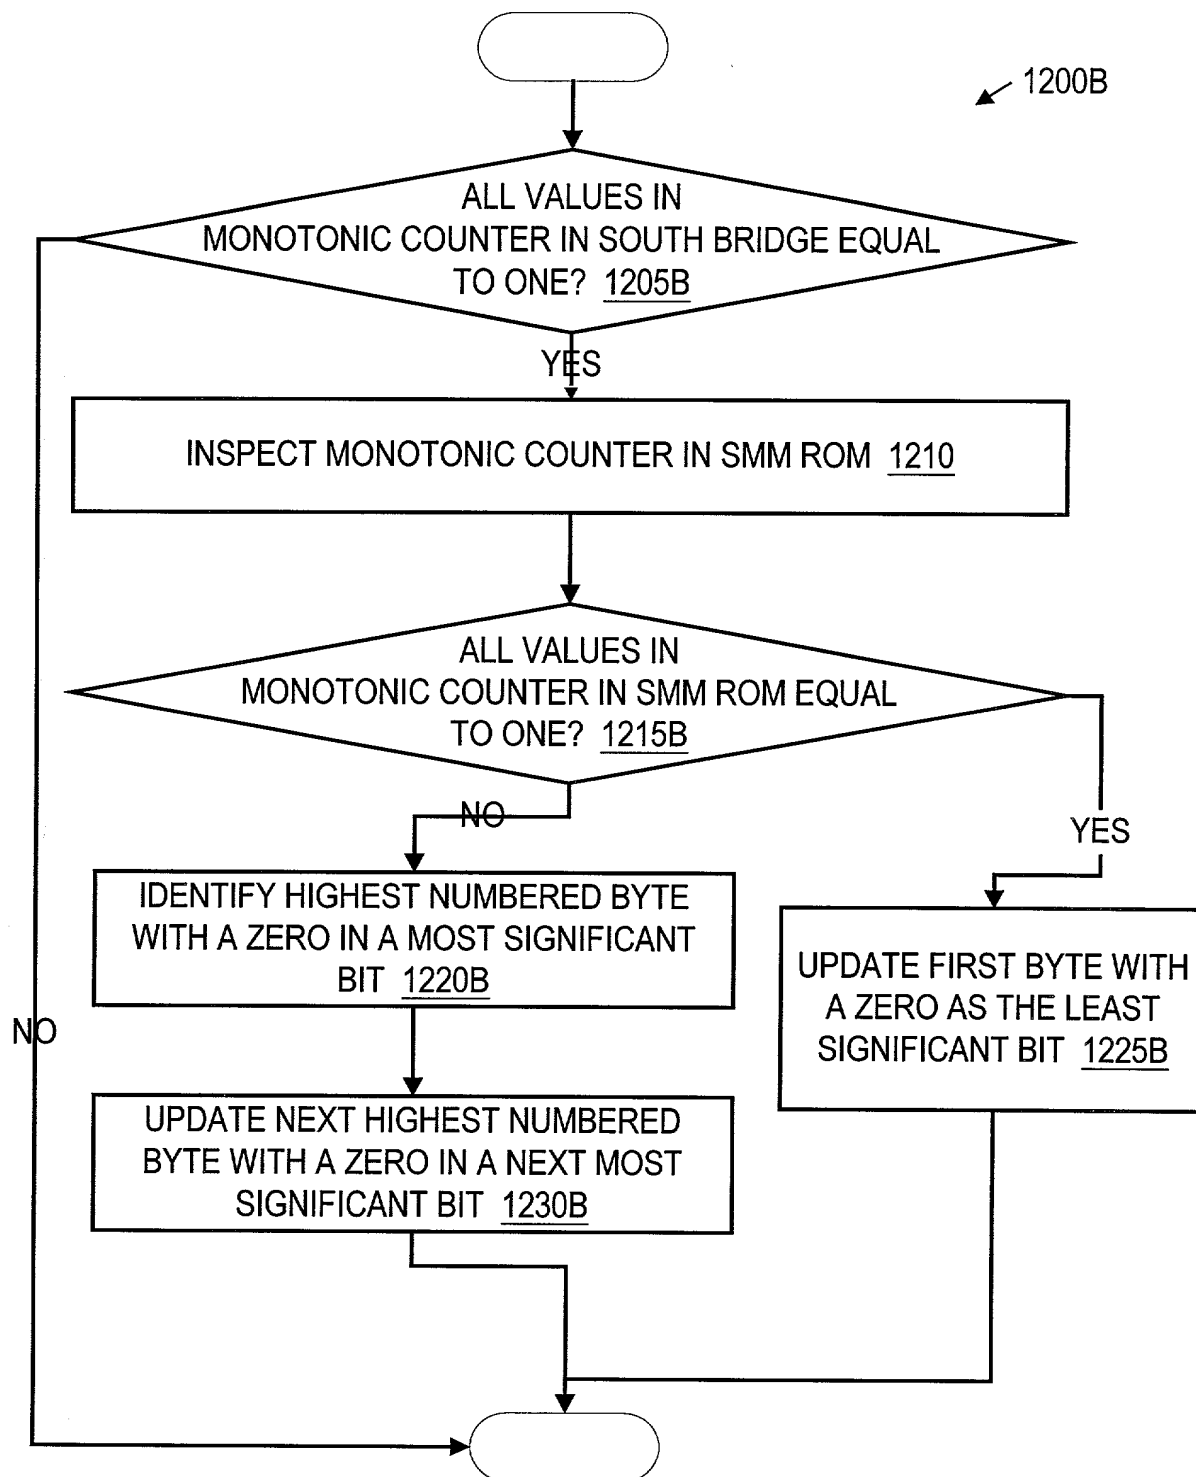 1200B
ALL VALUES IN
MONOTONIC COUNTER IN SOUTH BRIDGE EQUAL
TO ONE? 1205B
YES
INSPECT MONOTONIC COUNTER IN SMM ROM 1210
ALL VALUES IN
MONOTONIC COUNTER IN SMM ROM EQUAL
TO ONE? 1215B
NO
YES
IDENTIFY HIGHEST NUMBERED BYTE
WITH A ZERO IN A MOST SIGNIFICANT
BIT 1220B
UPDATE FIRST BYTE WITH
A ZERO AS THE LEAST
SIGNIFICANT BIT 1225B
NO
UPDATE NEXT HIGHEST NUMBERED
BYTE WITH A ZERO IN A NEXT MOST
SIGNIFICANT BIT 1230B